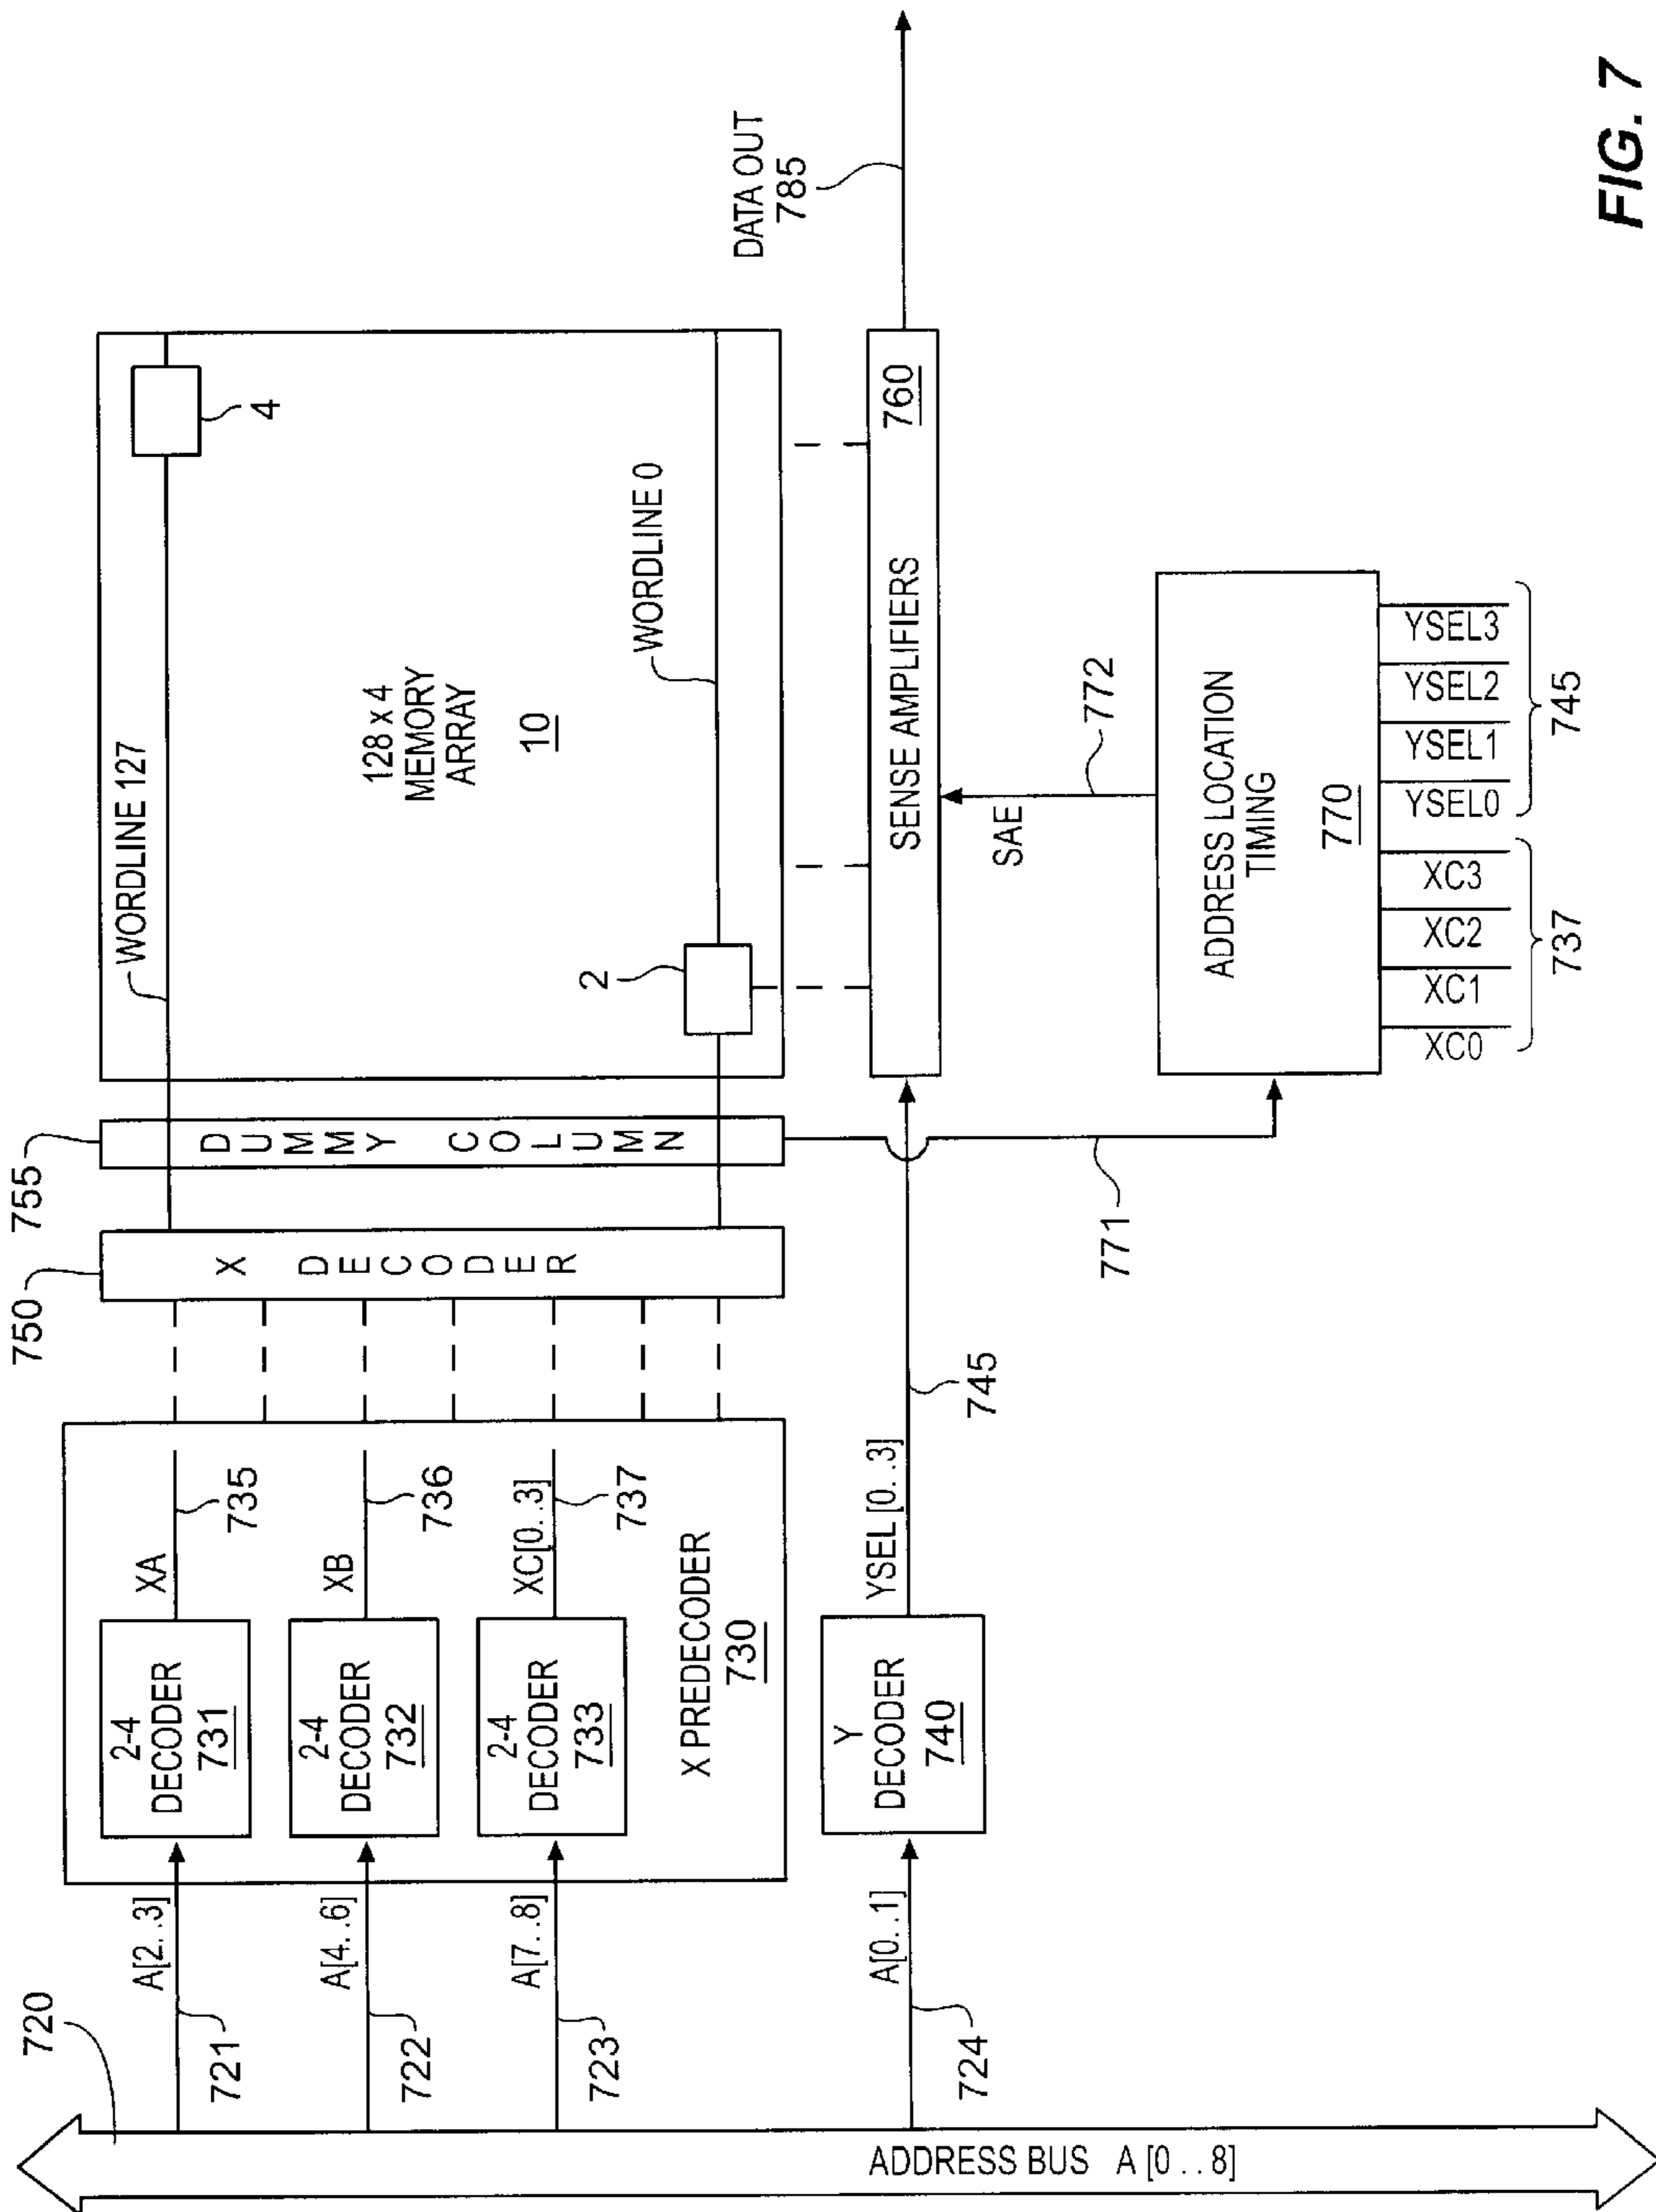 720
ADDRESS BUS A [0 . . 8]
721
A[2. .3]
722
A[4. .6]
723
A[7. .8]
724
A[0. .1]
2-4
DECODER
731
XA
735
2-4
DECODER
732
XB
736
2-4
DECODER
733
XC[0. .3]
737
X PREDECODER
730
Y
DECODER
740
YSEL [0. .3]
745
750
X DECODER
755
DUMMY COLUMN
771
WORDLINE 127
4
128 x 4
MEMORY
ARRAY
10
2
WORDLINE 0
SENSE AMPLIFIERS 760
DATA OUT
785
SAE
772
ADDRESS LOCATION
TIMING
770
XC0 XC1 XC2 XC3 YSEL0 YSEL1 YSEL2 YSEL3
737 745
FIG. 7